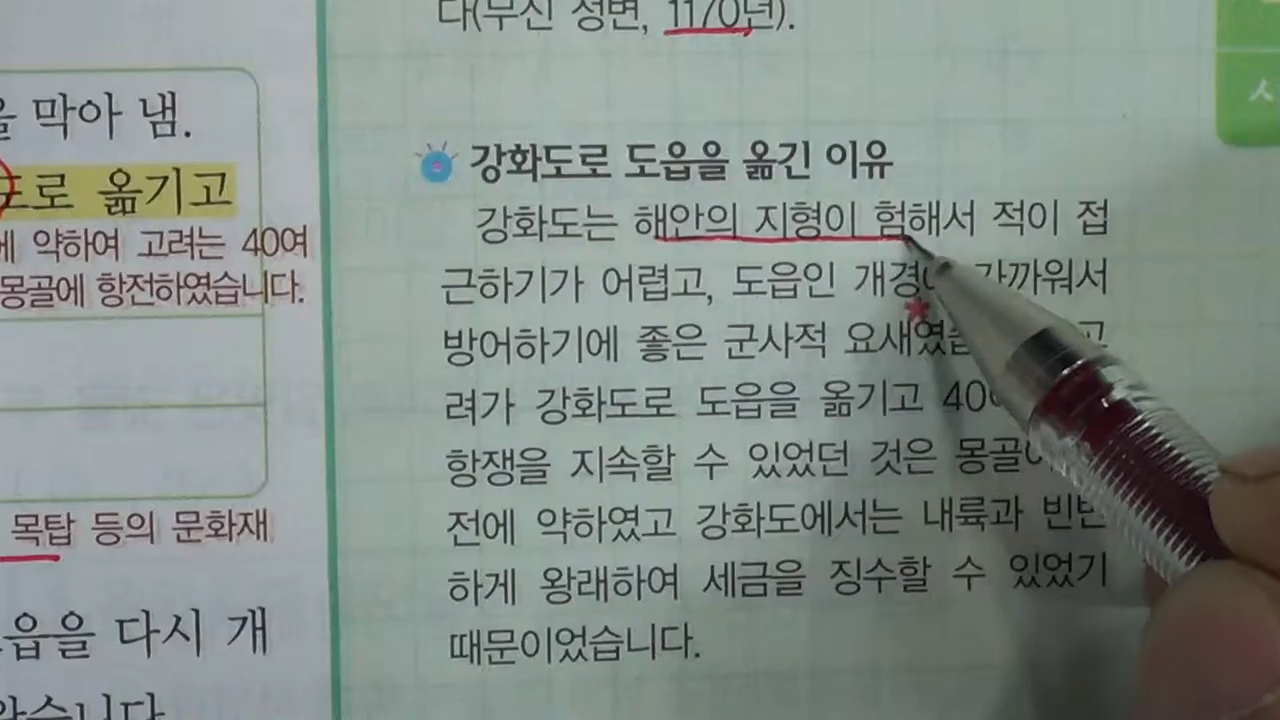 다(무신 정변, 1170년).
을 막아 냄.
도로 옮기고
에 약하여 고려는 40여
몽골에 항전하였습니다.
목탑 등의 문화재
읍을 다시 개
왔습니다
강화도로 도읍을 옮긴 이유
강화도는 해안의 지형이 험해서 적이 접
근하기가 어렵고, 도읍인 개경에 가까워서
방어하기에 좋은 군사적 요새였 고
려가 강화도로 도읍을 옮기고 40
항쟁을 지속할 수 있었던 것은 몽골이
전에 약하였고 강화도에서는 내륙과 빈번
하게 왕래하여 세금을 징수할 수 있었기
때문이었습니다.
시